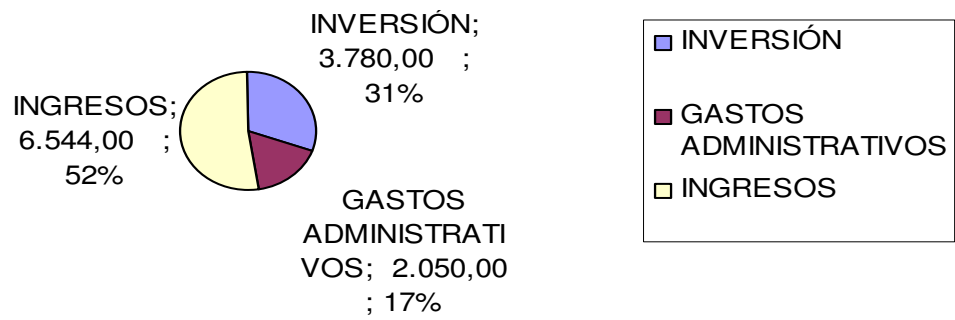 INVERSIÓN;
3.780,00 ;
31%
INGRESOS;
6.544,00 ;
52%
GASTOS
ADMINISTRATI
VOS; 2.050,00
; 17%
INVERSIÓN
GASTOS
ADMINISTRATIVOS
INGRESOS